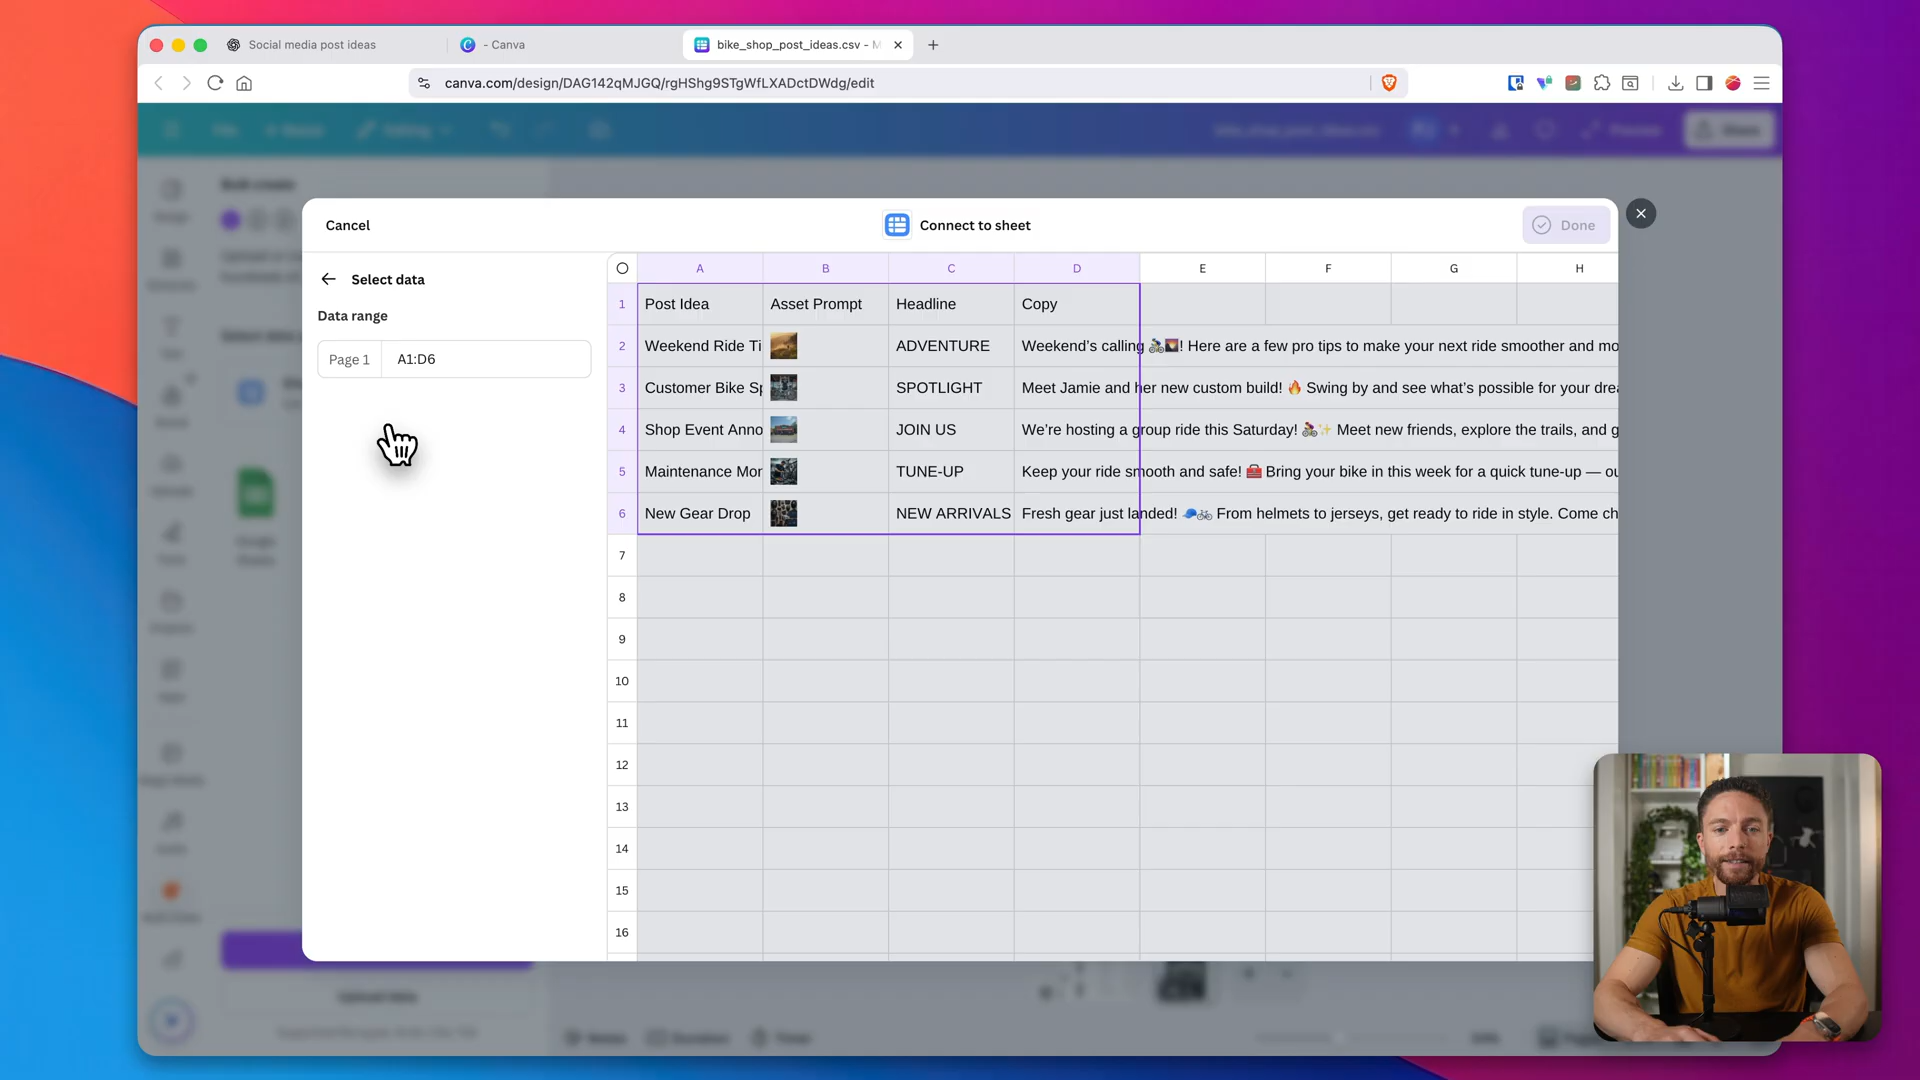 Social media post ideas
- Canva
bike_shop_post_ideas.csv - M
canva.com/design/DAG142qMJGQ/rgHShg9STgWfLXADctDWdg/edit
Cancel
Connect to sheet
Done
Select data
Data range
Page 1
A1:D6
A B C D E F G H
1 Post Idea Asset Prompt Headline Copy
2 Weekend Ride Ti ADVENTURE Weekend’s calling 🚴🌄! Here are a few pro tips to make your next ride smoother and mo
3 Customer Bike Sp SPOTLIGHT Meet Jamie and her new custom build! 🔥 Swing by and see what’s possible for your drea
4 Shop Event Anno JOIN US We’re hosting a group ride this Saturday! 🚴✨ Meet new friends, explore the trails, and g
5 Maintenance Mor TUNE-UP Keep your ride smooth and safe! 🧰 Bring your bike in this week for a quick tune-up — ou
6 New Gear Drop NEW ARRIVALS Fresh gear just landed! 🧢🚲 From helmets to jerseys, get ready to ride in style. Come ch
7
8
9
10
11
12
13
14
15
16